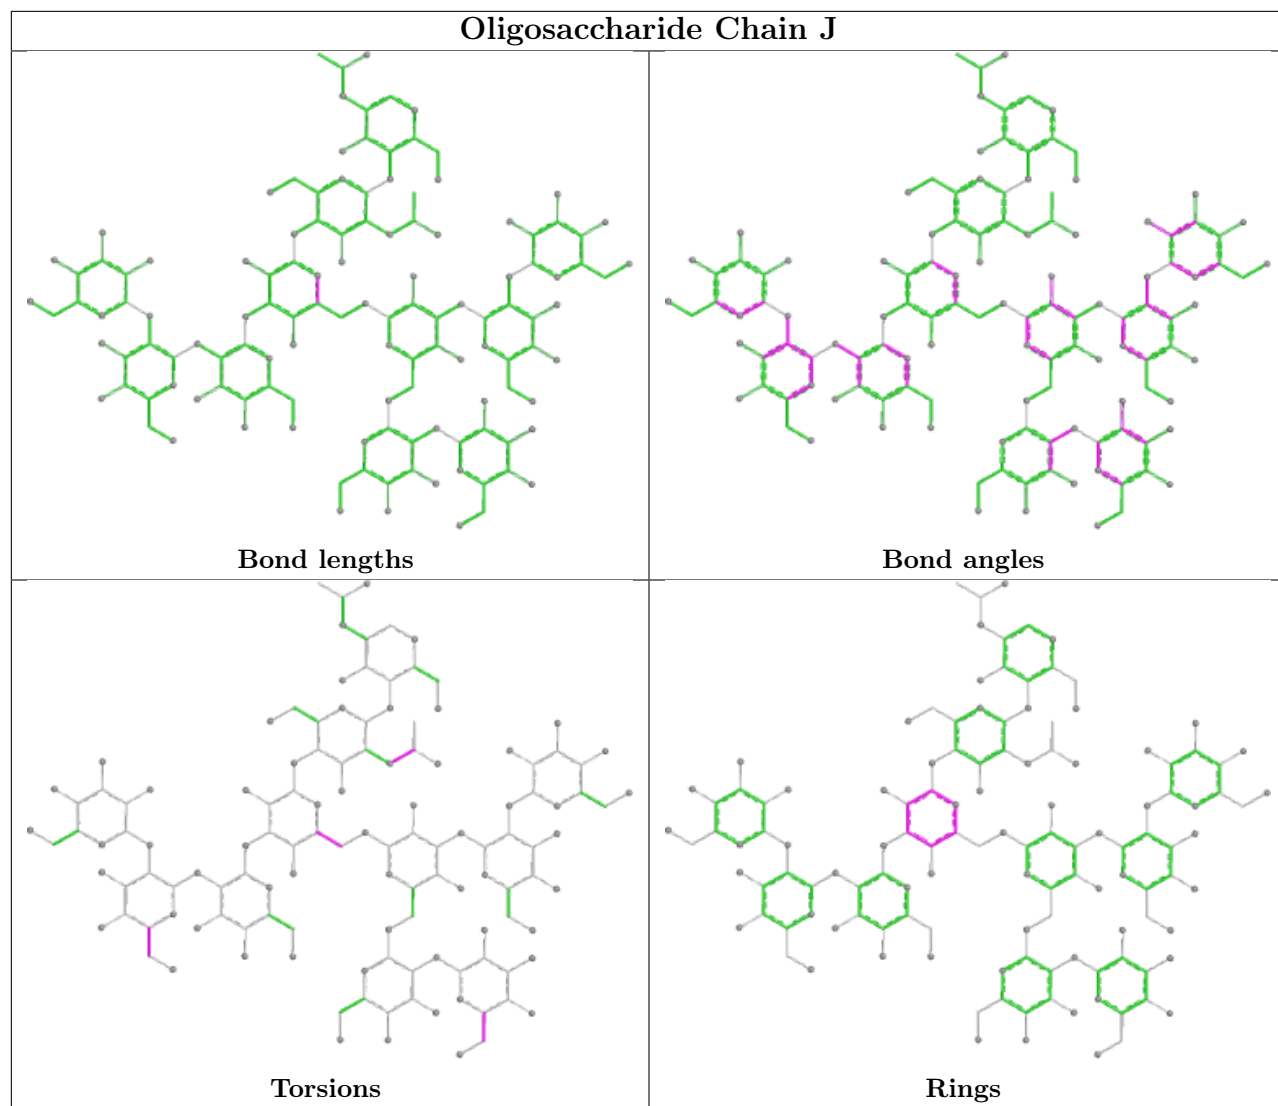 Oligosaccharide Chain J
Bond lengths
Bond angles
Torsions
Rings